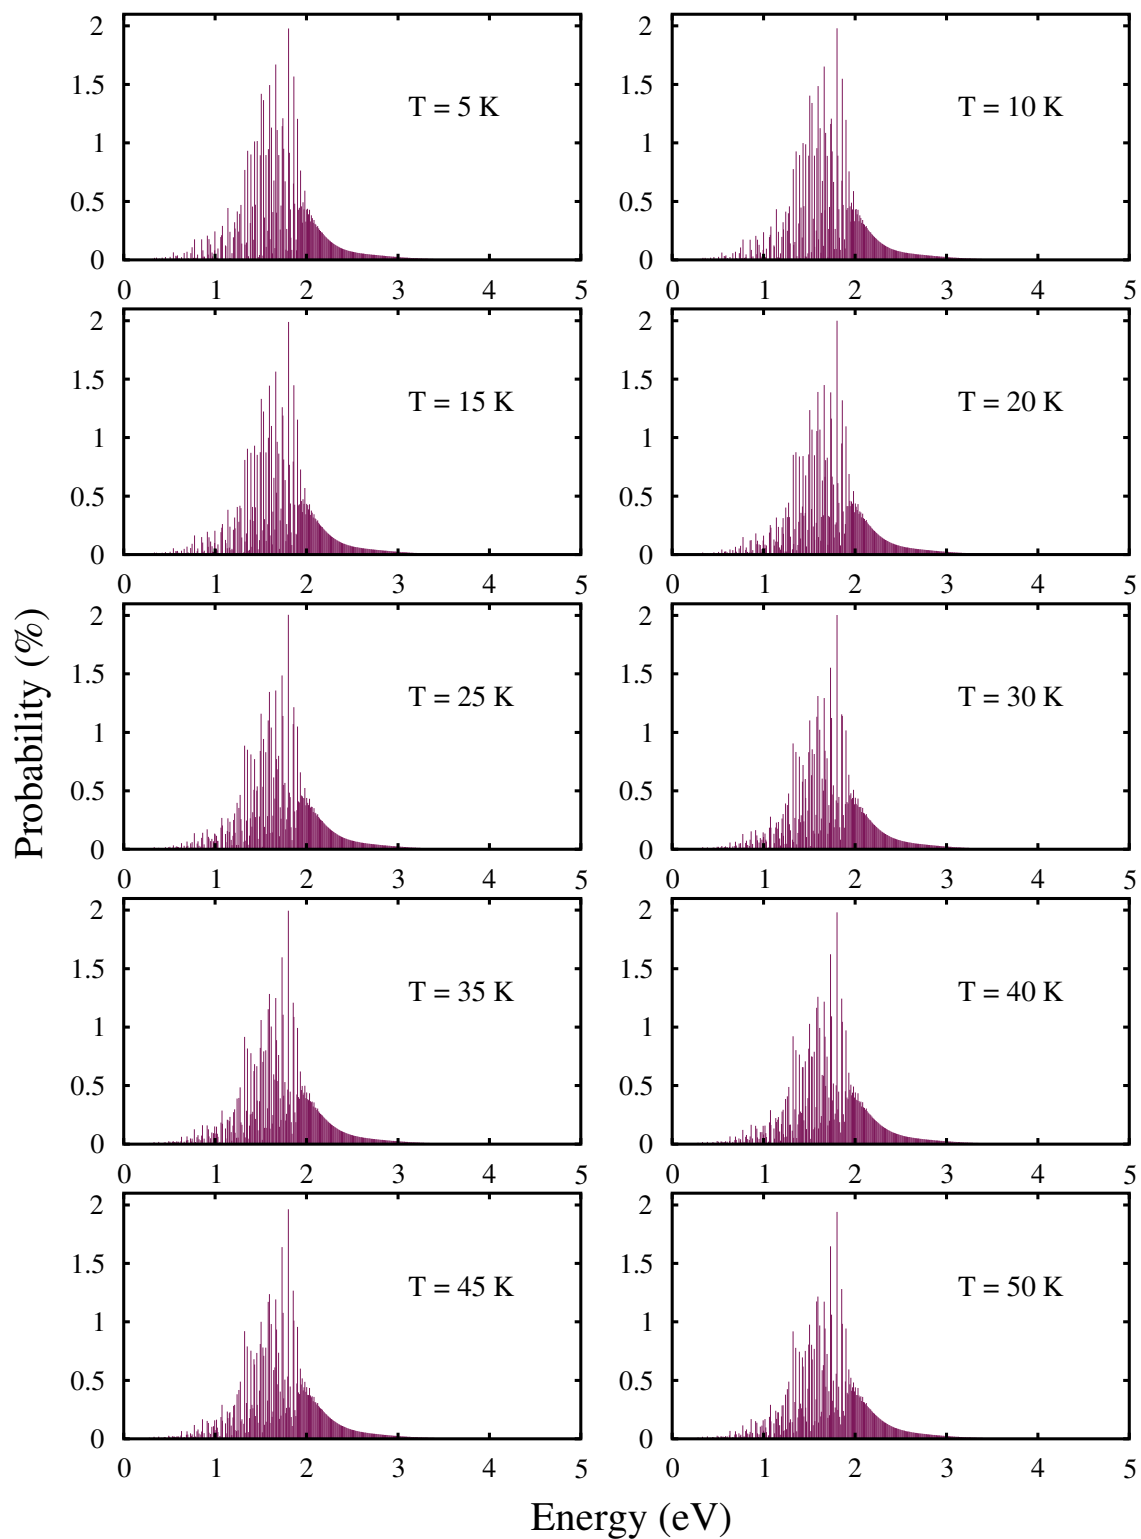 2
1.5
1
0.5
0
T = 5 K
0 1 2 3 4 5
2
1.5
1
0.5
0
T = 10 K
0 1 2 3 4 5
2
1.5
1
0.5
0
T = 15 K
0 1 2 3 4 5
2
1.5
1
0.5
0
T = 20 K
0 1 2 3 4 5
2
1.5
1
0.5
0
T = 25 K
0 1 2 3 4 5
2
1.5
1
0.5
0
T = 30 K
0 1 2 3 4 5
2
1.5
1
0.5
0
T = 35 K
0 1 2 3 4 5
2
1.5
1
0.5
0
T = 40 K
0 1 2 3 4 5
2
1.5
1
0.5
0
T = 45 K
0 1 2 3 4 5
2
1.5
1
0.5
0
T = 50 K
0 1 2 3 4 5
Probability (%)
Energy (eV)